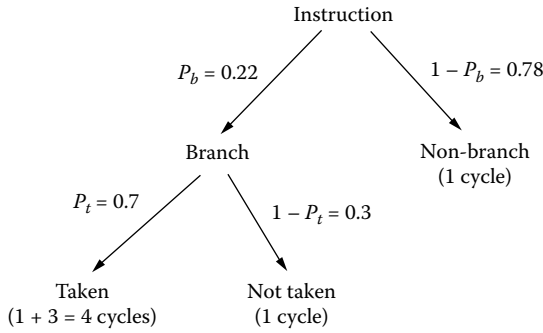 Instruction
P_b = 0.22
1 – P_b = 0.78
Branch
Non-branch
(1 cycle)
P_t = 0.7
1 – P_t = 0.3
Taken
(1 + 3 = 4 cycles)
Not taken
(1 cycle)